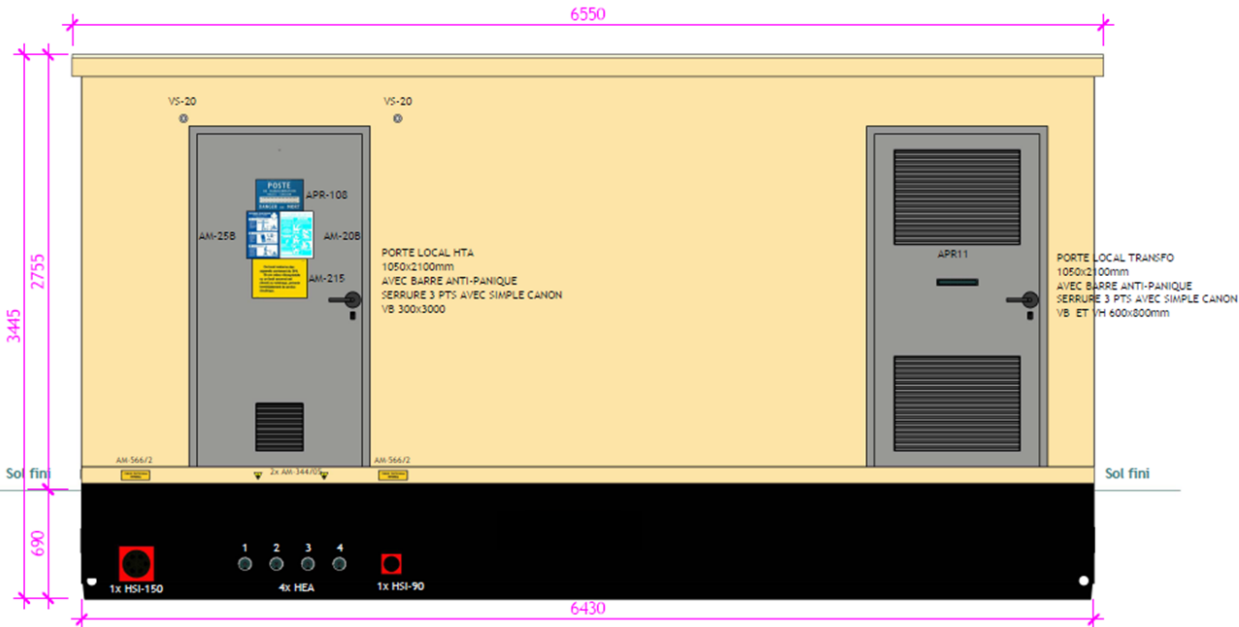 6550
VS-20
VS-20
POSTE
APR-108
DANGER DE MORT
AM-25B
AM-20B
AM-215
PORTE LOCAL HTA
1050x2100mm
AVEC BARRE ANTI-PANIQUE
SERRURE 3 PTS AVEC SIMPLE CANON
VB 300x3000
APR11
PORTE LOCAL TRANSFO
1050x2100mm
AVEC BARRE ANTI-PANIQUE
SERRURE 3 PTS AVEC SIMPLE CANON
VB ET VH 600x800mm
2755
3445
690
AM-566/2
2x AM-344/05
AM-566/2
Sol fini
Sol fini
1 2 3 4
1x HSI-150
4x HEA
1x HSI-90
6430